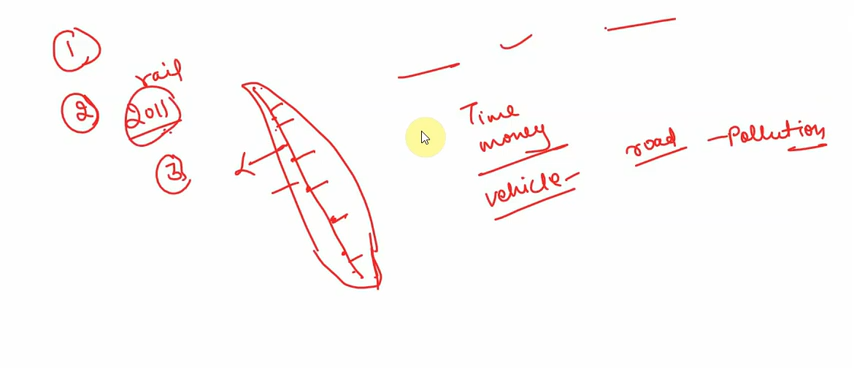 1
rail
2 2011
3
L
Time
money
vehicle
road - Pollution